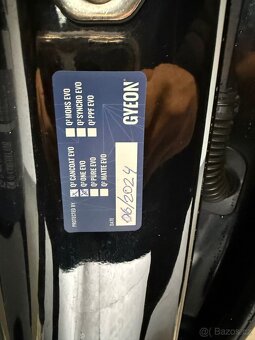 GYEON
Q² MOHS EVO
Q² SYNCRO EVO
Q² PPF EVO
PROTECTED BY
Q² CANCOAT EVO
Q² ONE EVO
Q² PURE EVO
Q² MATTE EVO
DATE
06/2024